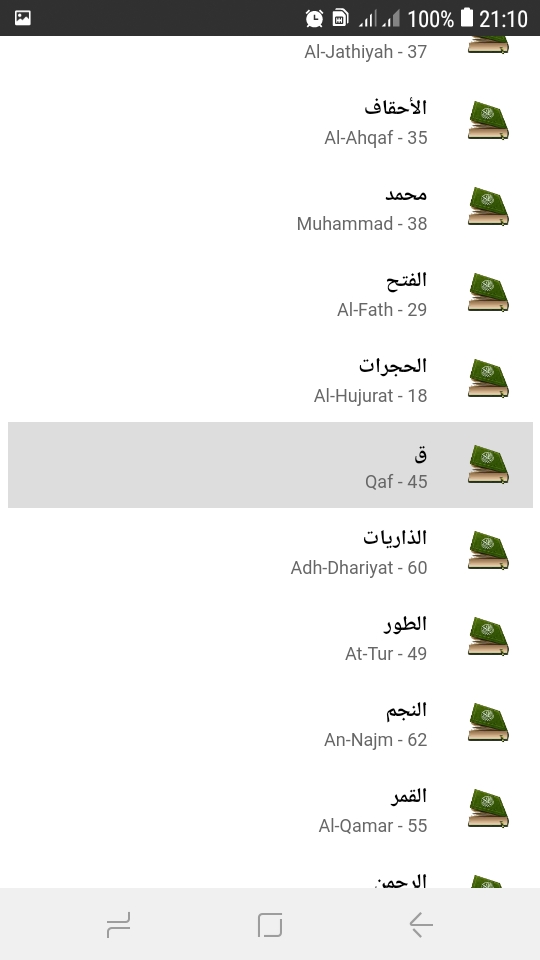 100% 21:10
Al-Jathiyah - 37
الأحقاف
Al-Ahqaf - 35
محمد
Muhammad - 38
الفتح
Al-Fath - 29
الحجرات
Al-Hujurat - 18
ق
Qaf - 45
الذاريات
Adh-Dhariyat - 60
الطور
At-Tur - 49
النجم
An-Najm - 62
القمر
Al-Qamar - 55
الرحمن